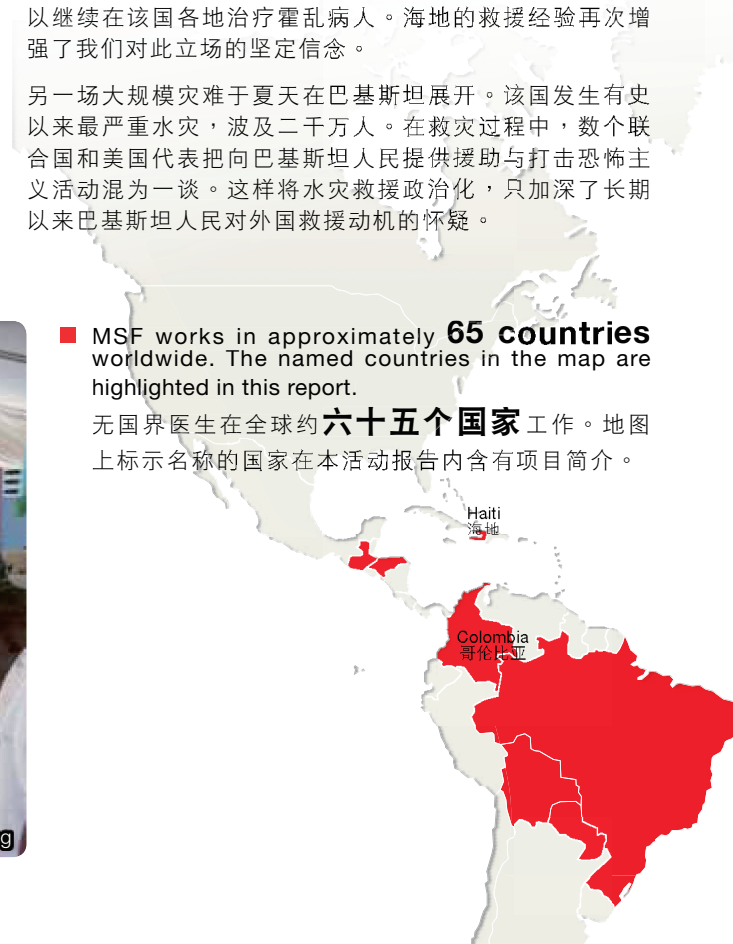 以继续在该国各地治疗霍乱病人。海地的救援经验再次增
强了我们对此立场的坚定信念。
另一场大规模灾难于夏天在巴基斯坦展开。该国发生有史
以来最严重水灾，波及二千万人。在救灾过程中，数个联
合国和美国代表把向巴基斯坦人民提供援助与打击恐怖主
义活动混为一谈。这样将水灾救援政治化，只加深了长期
以来巴基斯坦人民对外国救援动机的怀疑。
MSF works in approximately 65 countries
worldwide. The named countries in the map are
highlighted in this report.
无国界医生在全球约六十五个国家工作。地图
上标示名称的国家在本活动报告内含有项目简介。
Haiti
海地
Colombia
哥伦比亚
g